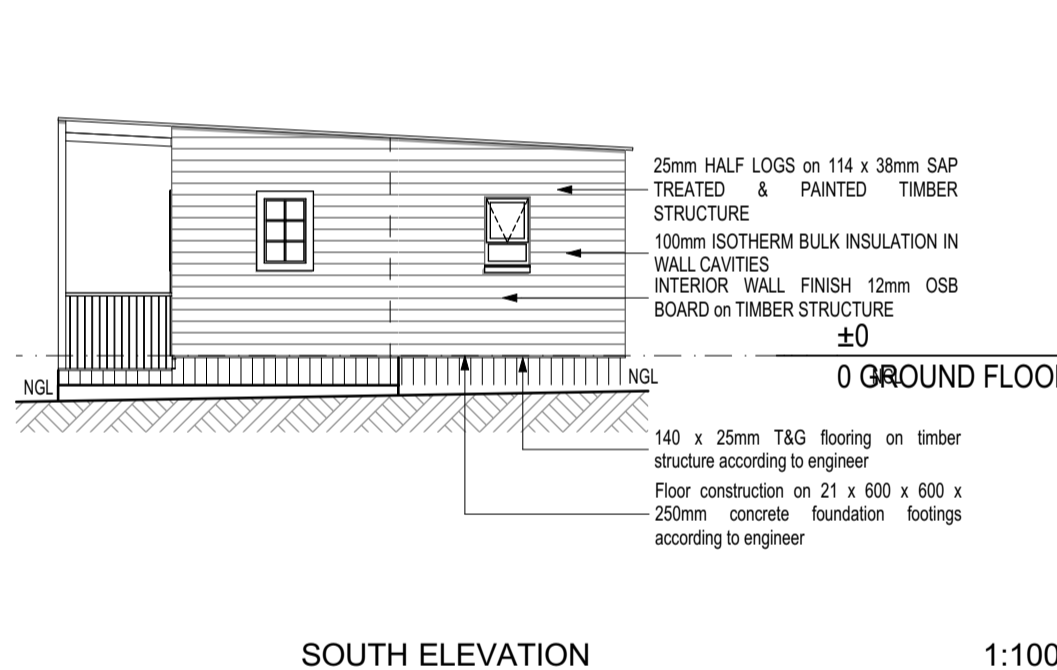 25mm HALF LOGS on 114 x 38mm SAP
TREATED & PAINTED TIMBER
STRUCTURE
100mm ISOTHERM BULK INSULATION IN
WALL CAVITIES
INTERIOR WALL FINISH 12mm OSB
BOARD on TIMBER STRUCTURE
±0
NGL
NGL
0 GROUND FLOOR
140 x 25mm T&G flooring on timber
structure according to engineer
Floor construction on 21 x 600 x 600 x
250mm concrete foundation footings
according to engineer
SOUTH ELEVATION
1:100